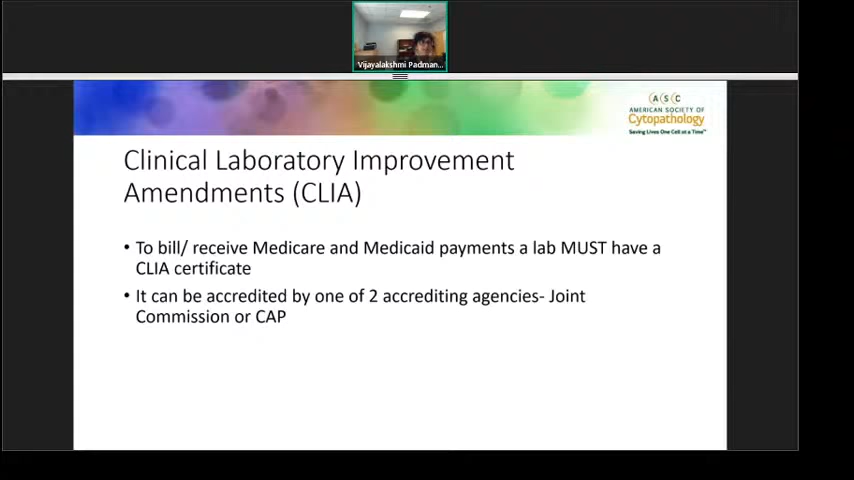 Vijayalakshmi Padman...
A S C
AMERICAN SOCIETY OF
Cytopathology
Saving Lives One Cell at a Time™
Clinical Laboratory Improvement
Amendments (CLIA)
• To bill/ receive Medicare and Medicaid payments a lab MUST have a
CLIA certificate
• It can be accredited by one of 2 accrediting agencies- Joint
Commission or CAP